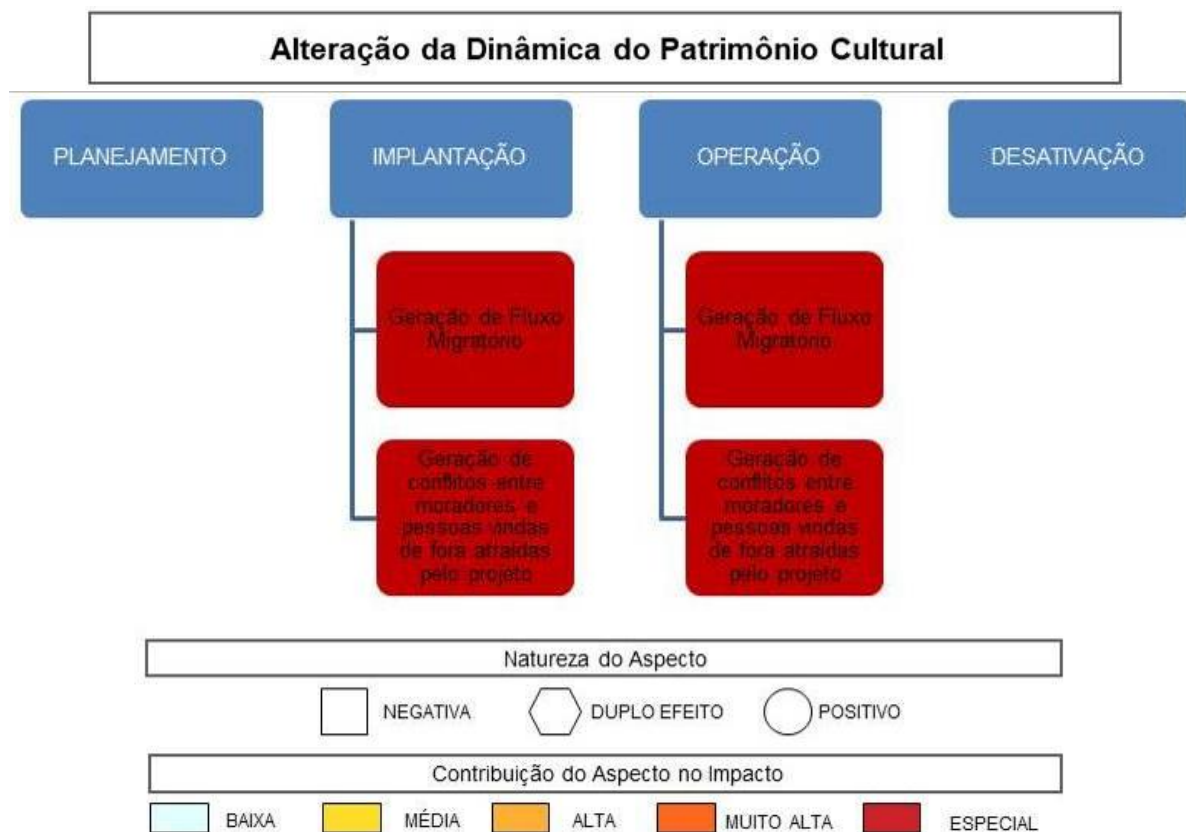 Alteração da Dinâmica do Patrimônio Cultural
PLANEJAMENTO
IMPLANTAÇÃO
OPERAÇÃO
DESATIVAÇÃO
Geração de Fluxo
Migratório
Geração de Fluxo
Migratório
Geração de
conflitos entre
moradores e
pessoas vindas
de fora atraídas
pelo projeto
Geração de
conflitos entre
moradores e
pessoas vindas
de fora atraídas
pelo projeto
Natureza do Aspecto
NEGATIVA
DUPLO EFEITO
POSITIVO
Contribuição do Aspecto no Impacto
BAIXA
MÉDIA
ALTA
MUITO ALTA
ESPECIAL